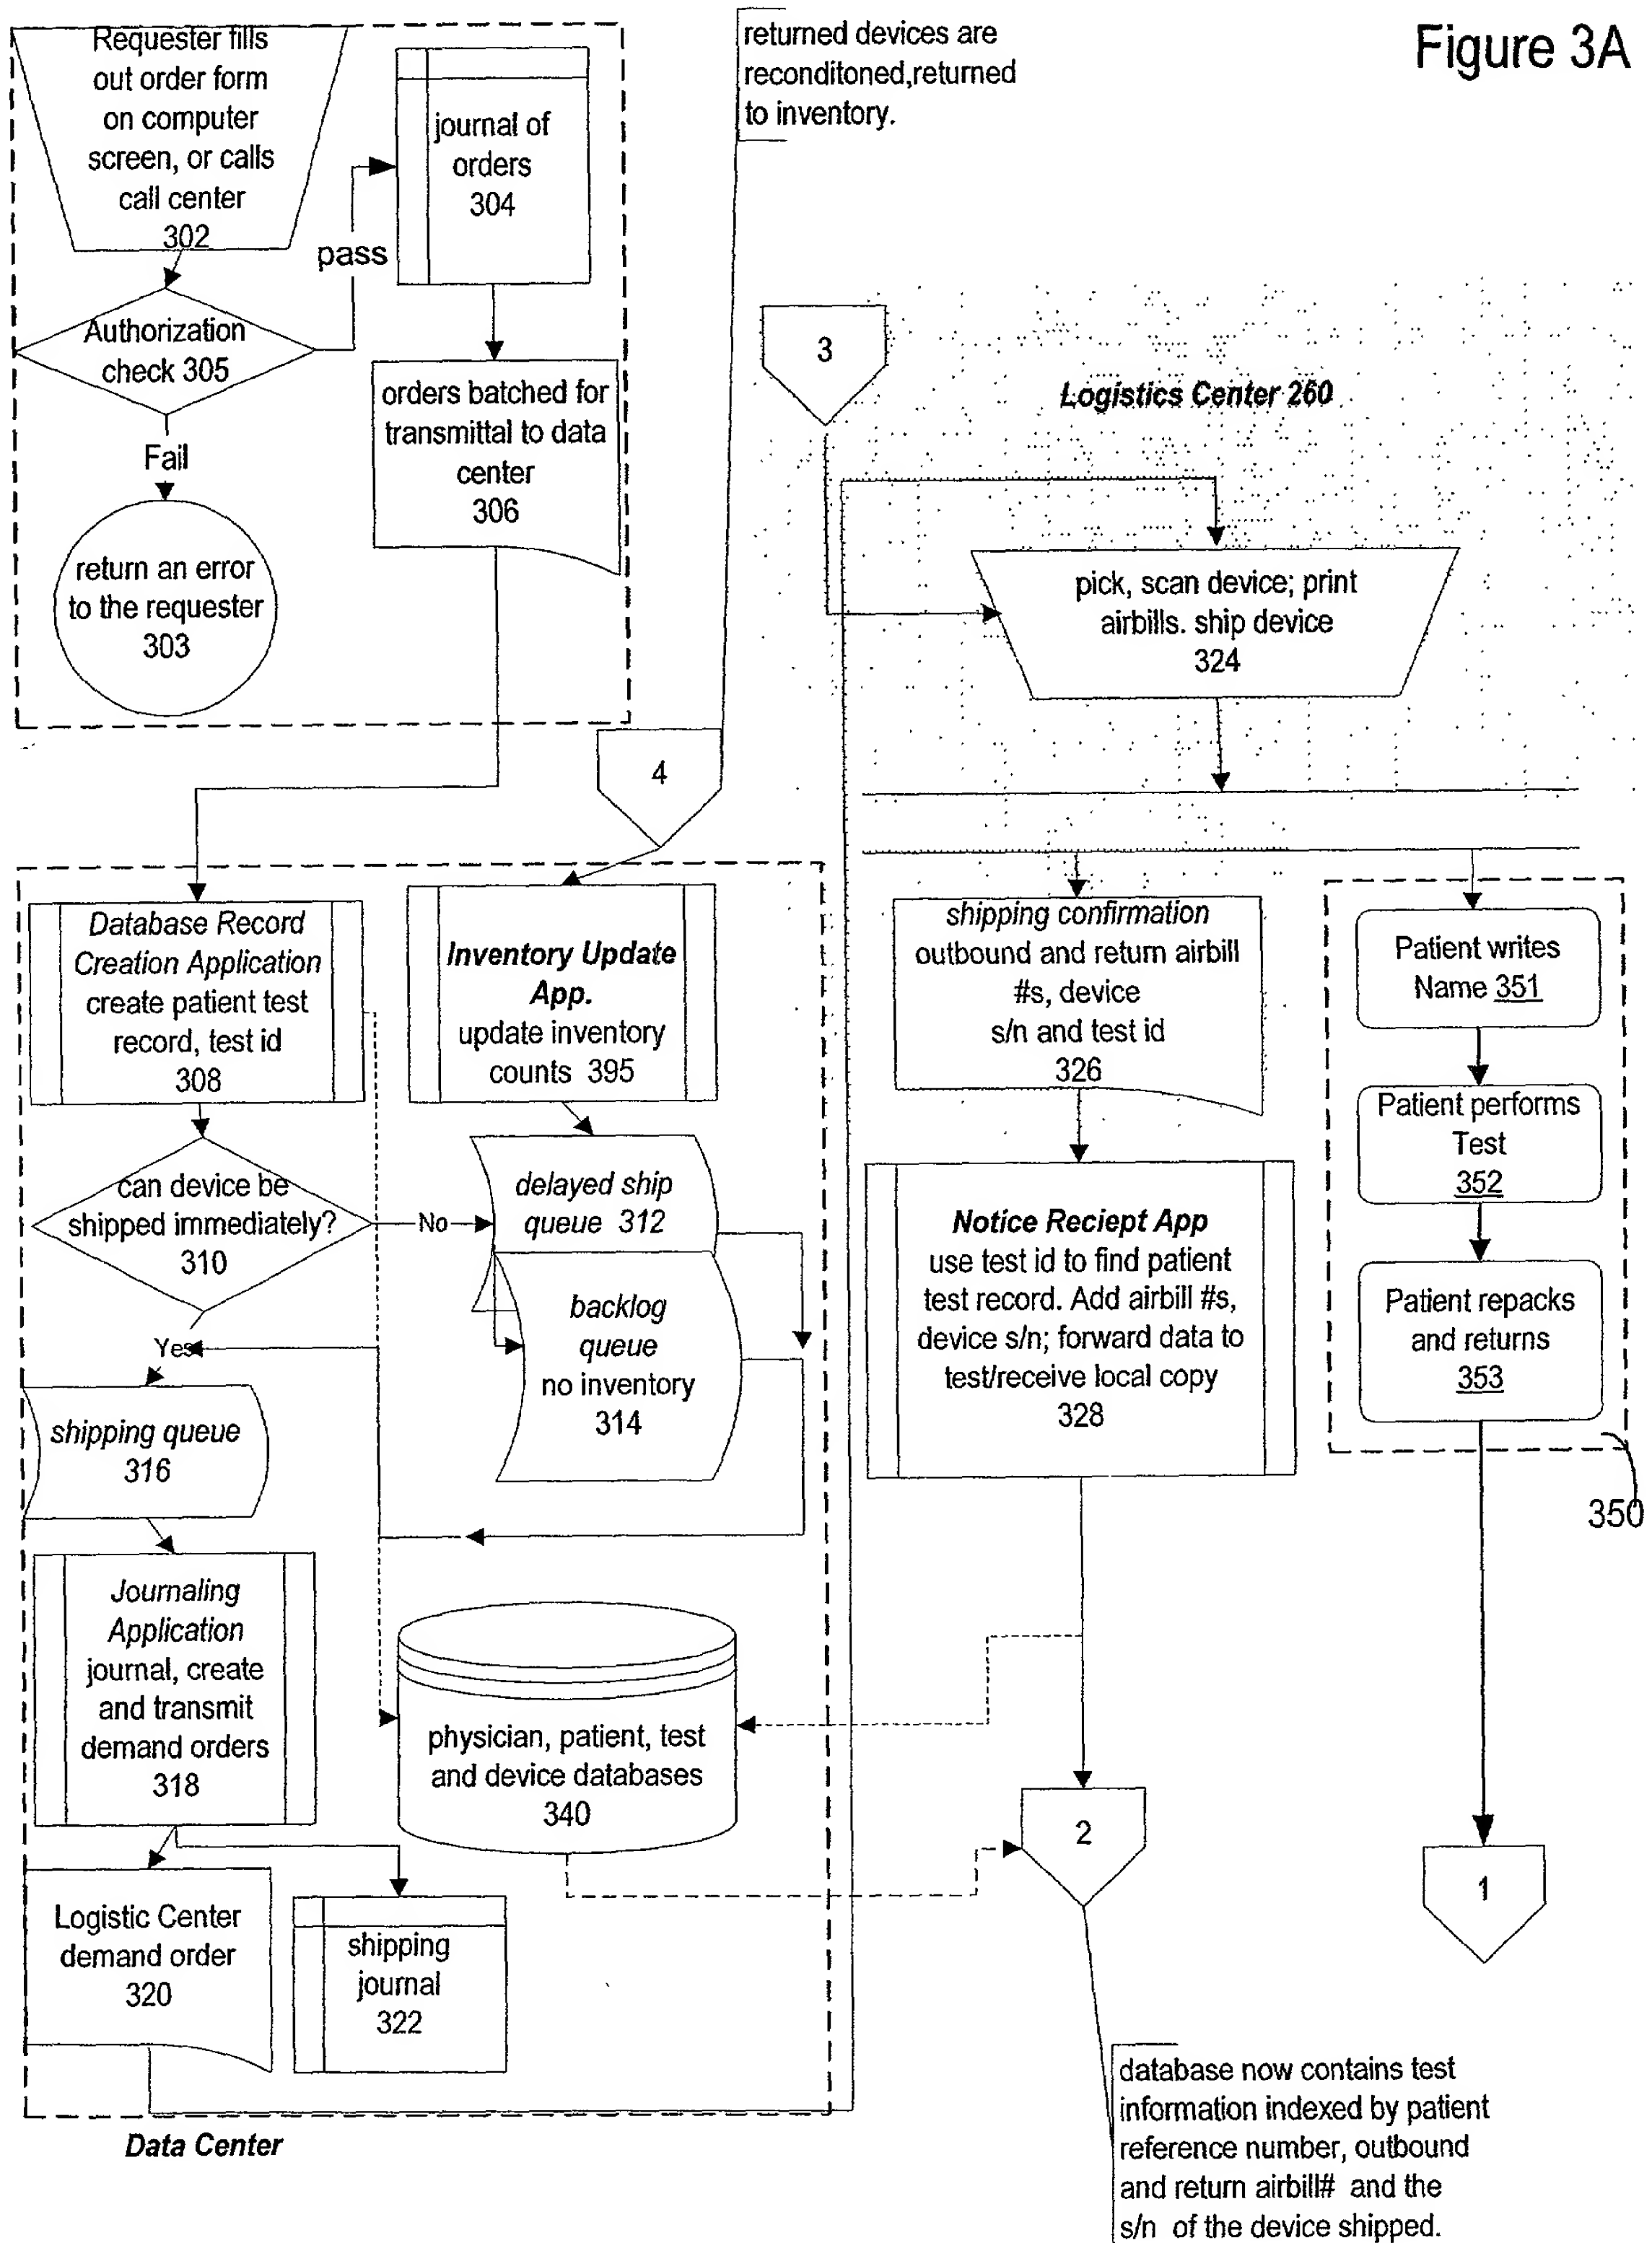 Figure 3A
Requester fills
out order form
on computer
screen, or calls
call center
302
Authorization
check 305
pass
Fail
return an error
to the requester
303
journal of
orders
304
orders batched for
transmittal to data
center
306
returned devices are
reconditoned,returned
to inventory.
3
4
Logistics Center 260
pick, scan device; print
airbills. ship device
324
Database Record
Creation Application
create patient test
record, test id
308
can device be
shipped immediately?
310
No
Yes
Inventory Update
App.
update inventory
counts 395
delayed ship
queue 312
backlog
queue
no inventory
314
shipping queue
316
Journaling
Application
journal, create
and transmit
demand orders
318
Logistic Center
demand order
320
shipping
journal
322
physician, patient, test
and device databases
340
Data Center
shipping confirmation
outbound and return airbill
#s, device
s/n and test id
326
Notice Reciept App
use test id to find patient
test record. Add airbill #s,
device s/n; forward data to
test/receive local copy
328
Patient writes
Name 351
Patient performs
Test
352
Patient repacks
and returns
353
350
2
1
database now contains test
information indexed by patient
reference number, outbound
and return airbill# and the
s/n of the device shipped.